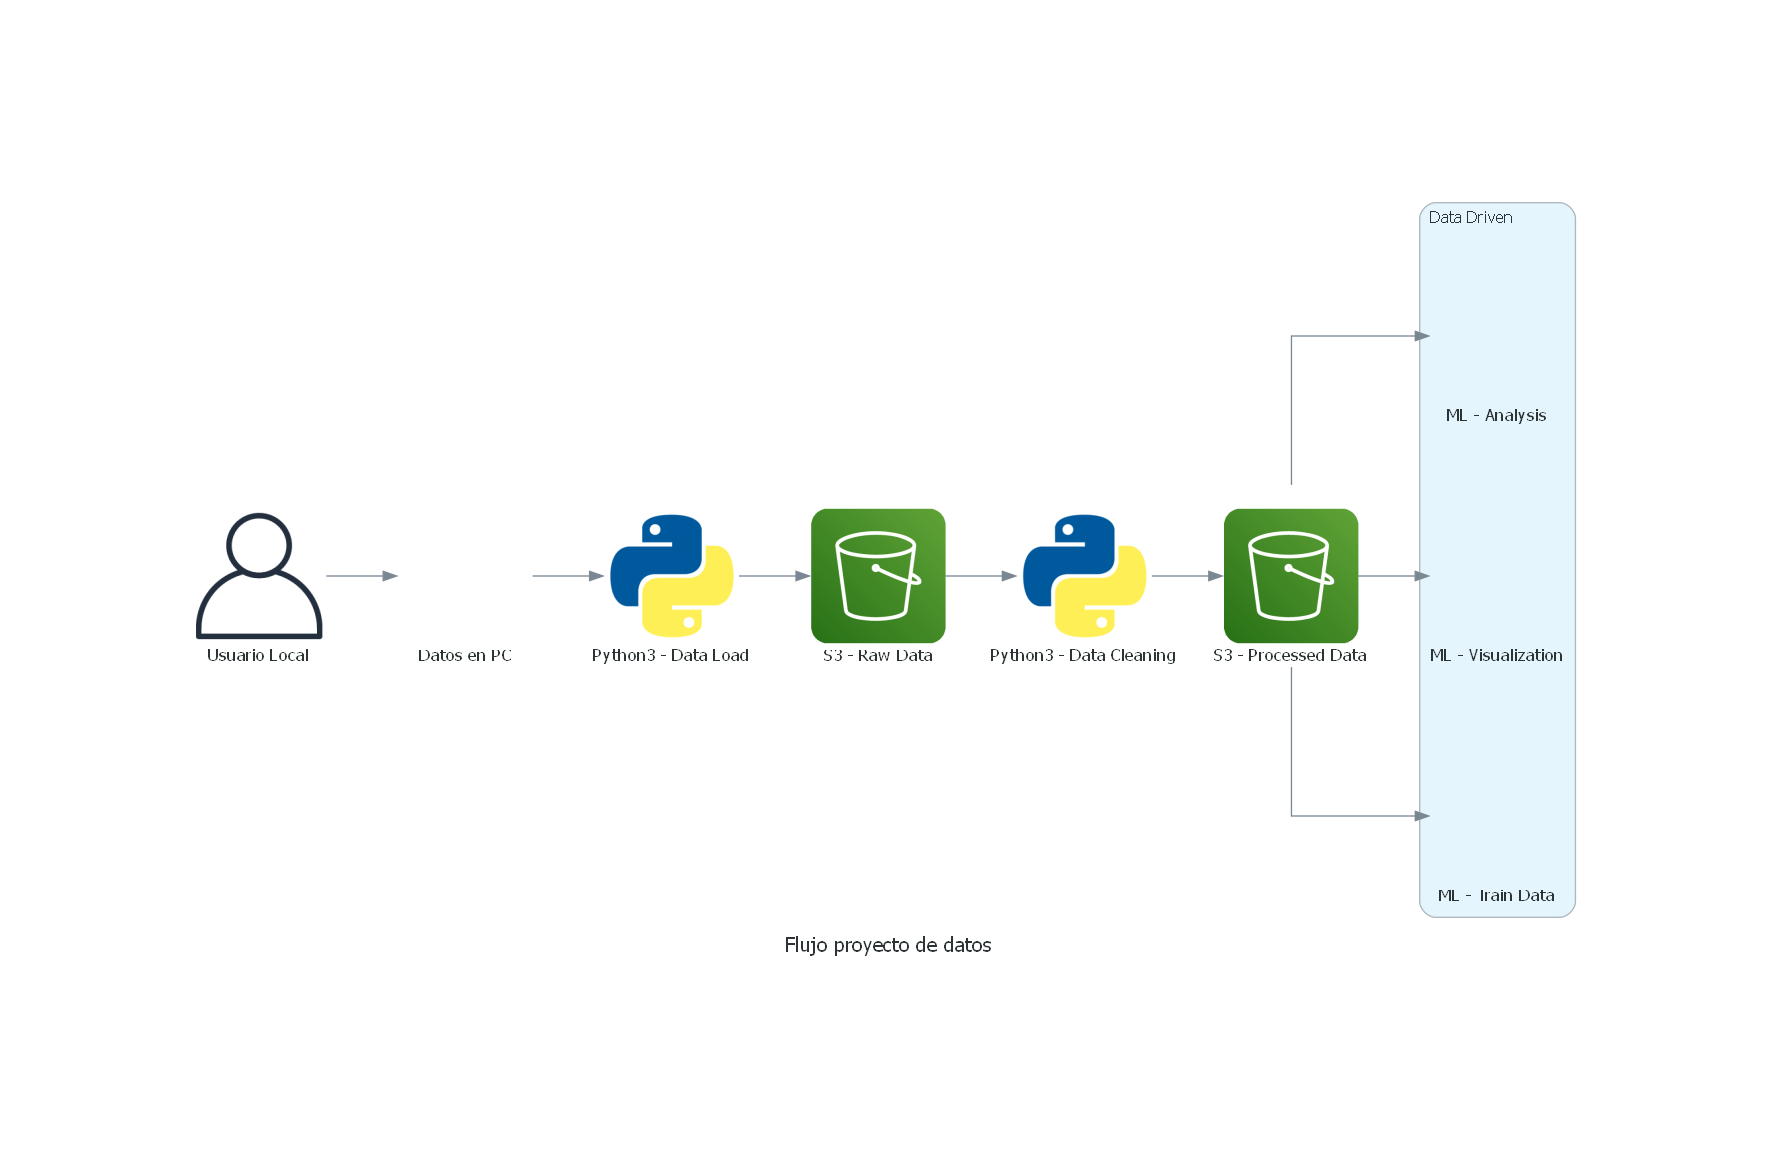 Data Driven
ML - Analysis
Usuario Local
Datos en PC
Python3 - Data Load
S3 - Raw Data
Python3 - Data Cleaning
S3 - Processed Data
ML - Visualization
ML - Train Data
Flujo proyecto de datos